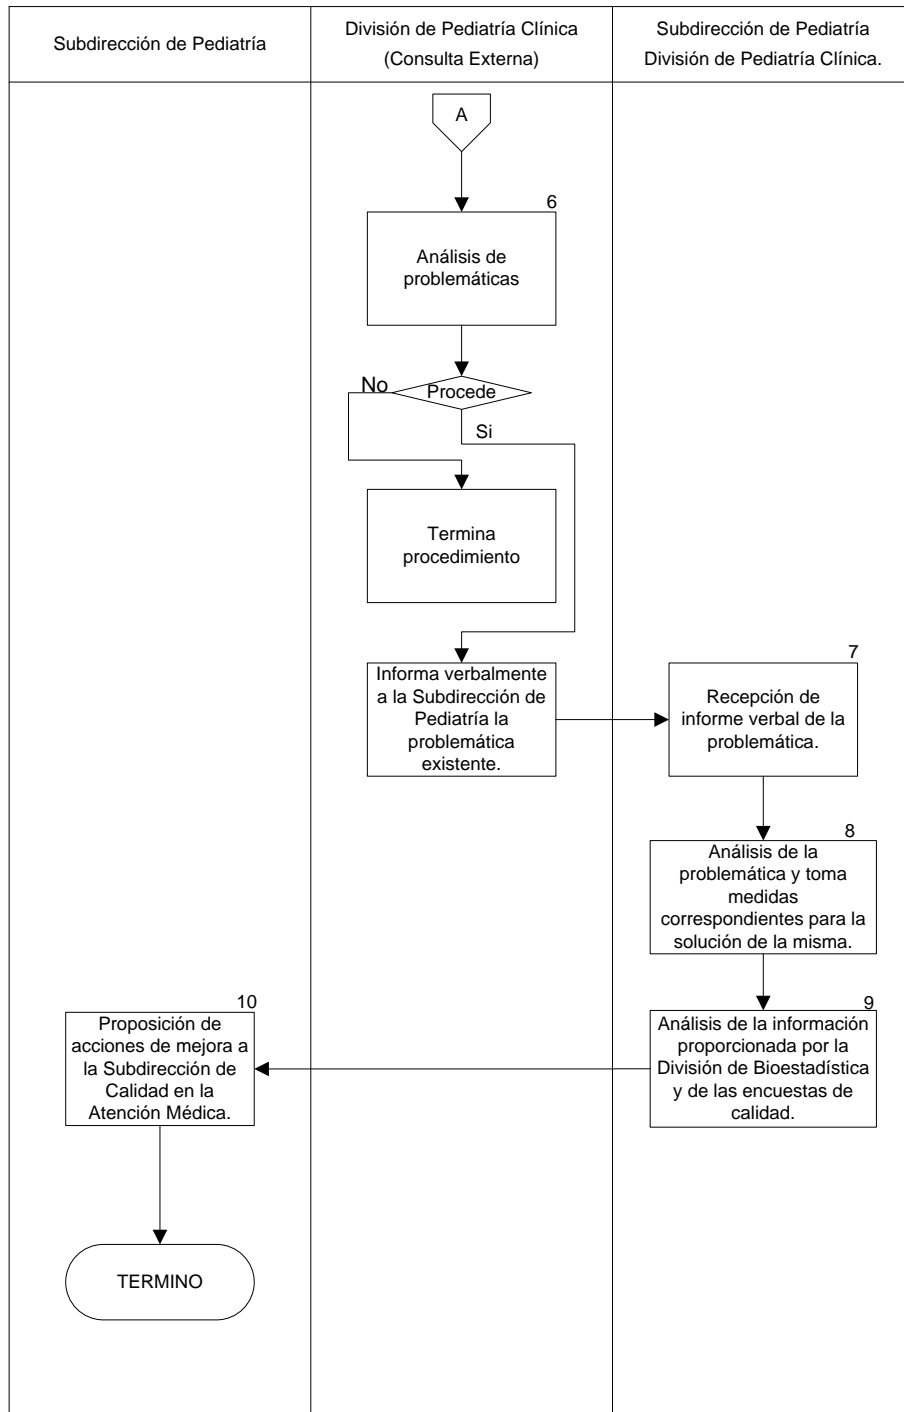 Subdirección de Pediatría
División de Pediatría Clínica
(Consulta Externa)
Subdirección de Pediatría
División de Pediatría Clínica.
A
6
Análisis de
problemáticas
No
Procede
Si
Termina
procedimiento
Informa verbalmente
a la Subdirección de
Pediatría la
problemática
existente.
7
Recepción de
informe verbal de la
problemática.
8
Análisis de la
problemática y toma
medidas
correspondientes para la
solución de la misma.
9
Análisis de la información
proporcionada por la
División de Bioestadística
y de las encuestas de
calidad.
10
Proposición de
acciones de mejora a
la Subdirección de
Calidad en la
Atención Médica.
TERMINO